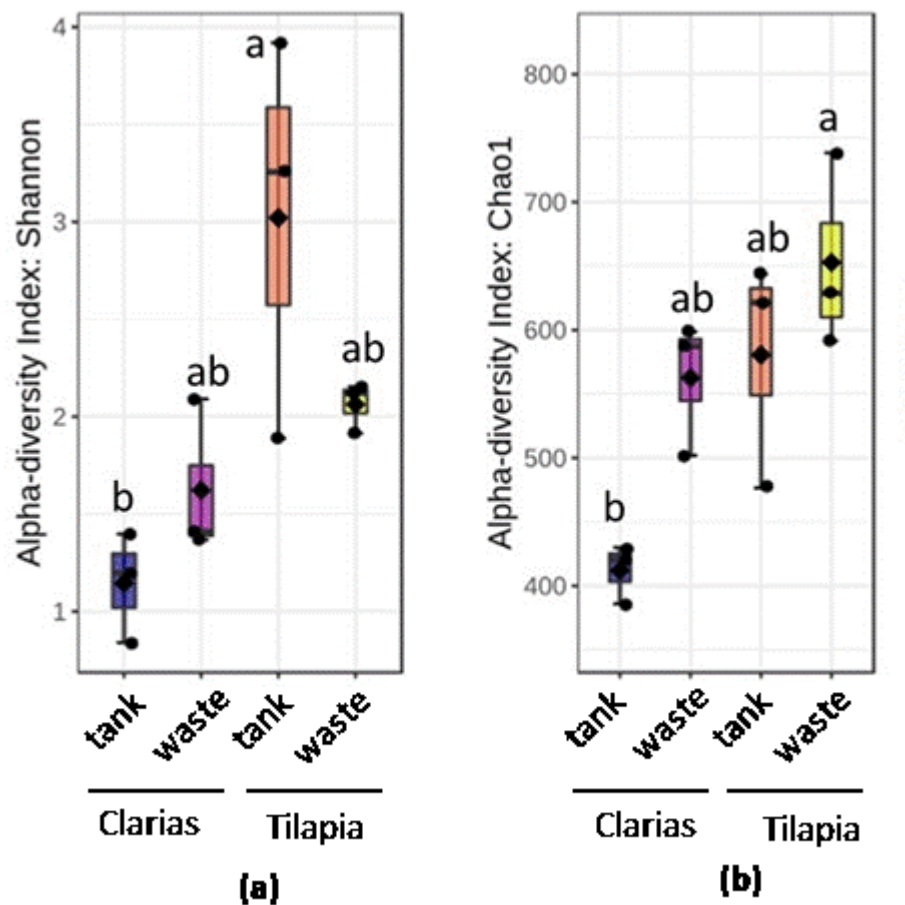 Alpha-diversity Index: Shannon
4
3
2
1
b
ab
a
ab
tank
waste
tank
waste
Clarias
Tilapia
(a)
Alpha-diversity Index: Chao1
800
700
600
500
400
b
ab
ab
a
tank
waste
tank
waste
Clarias
Tilapia
(b)